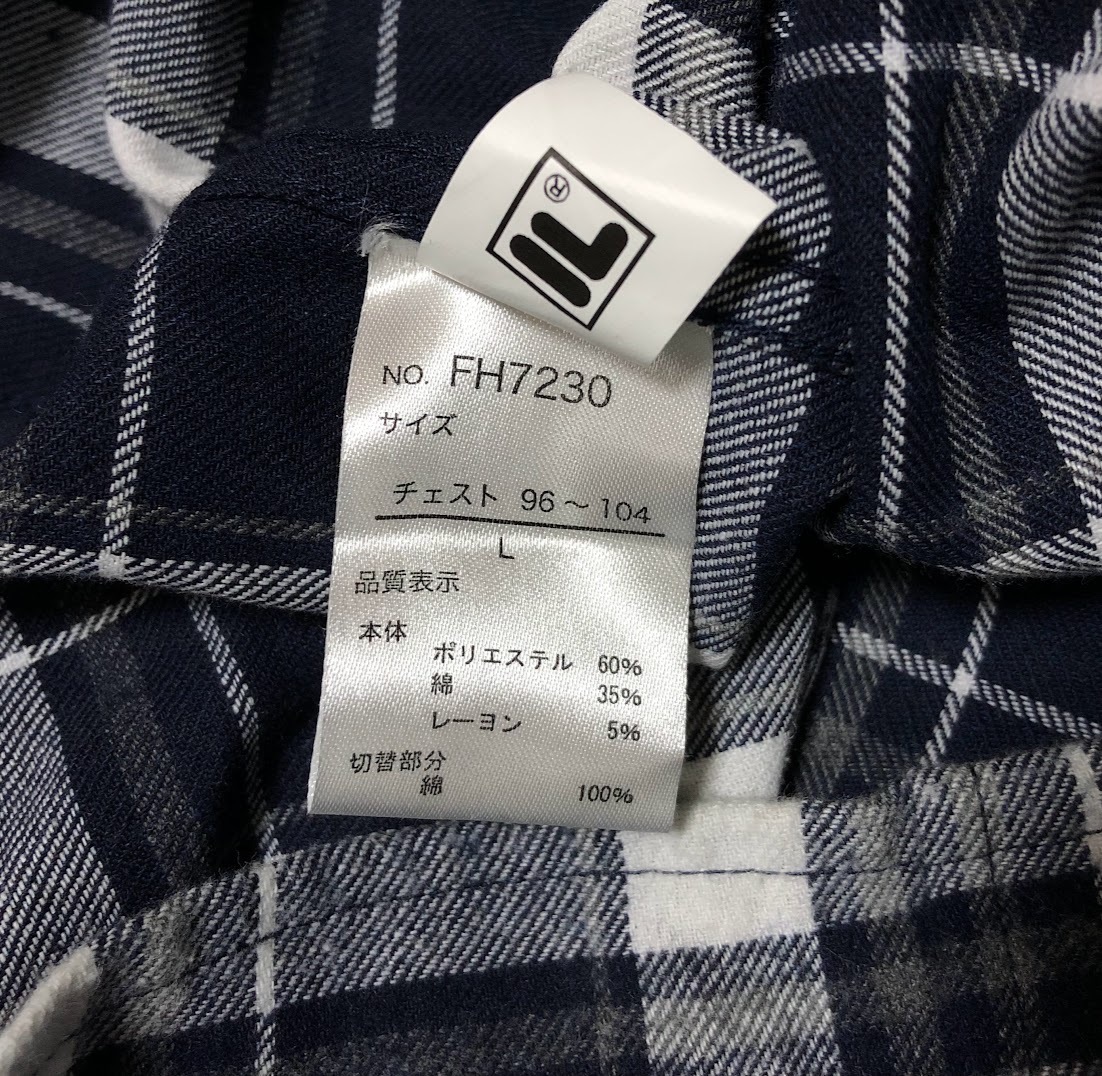 ®
NO. FH7230
サイズ
チェスト 96～104
L
品質表示
本体
ポリエステル 60%
綿 35%
レーヨン 5%
切替部分
綿 100%